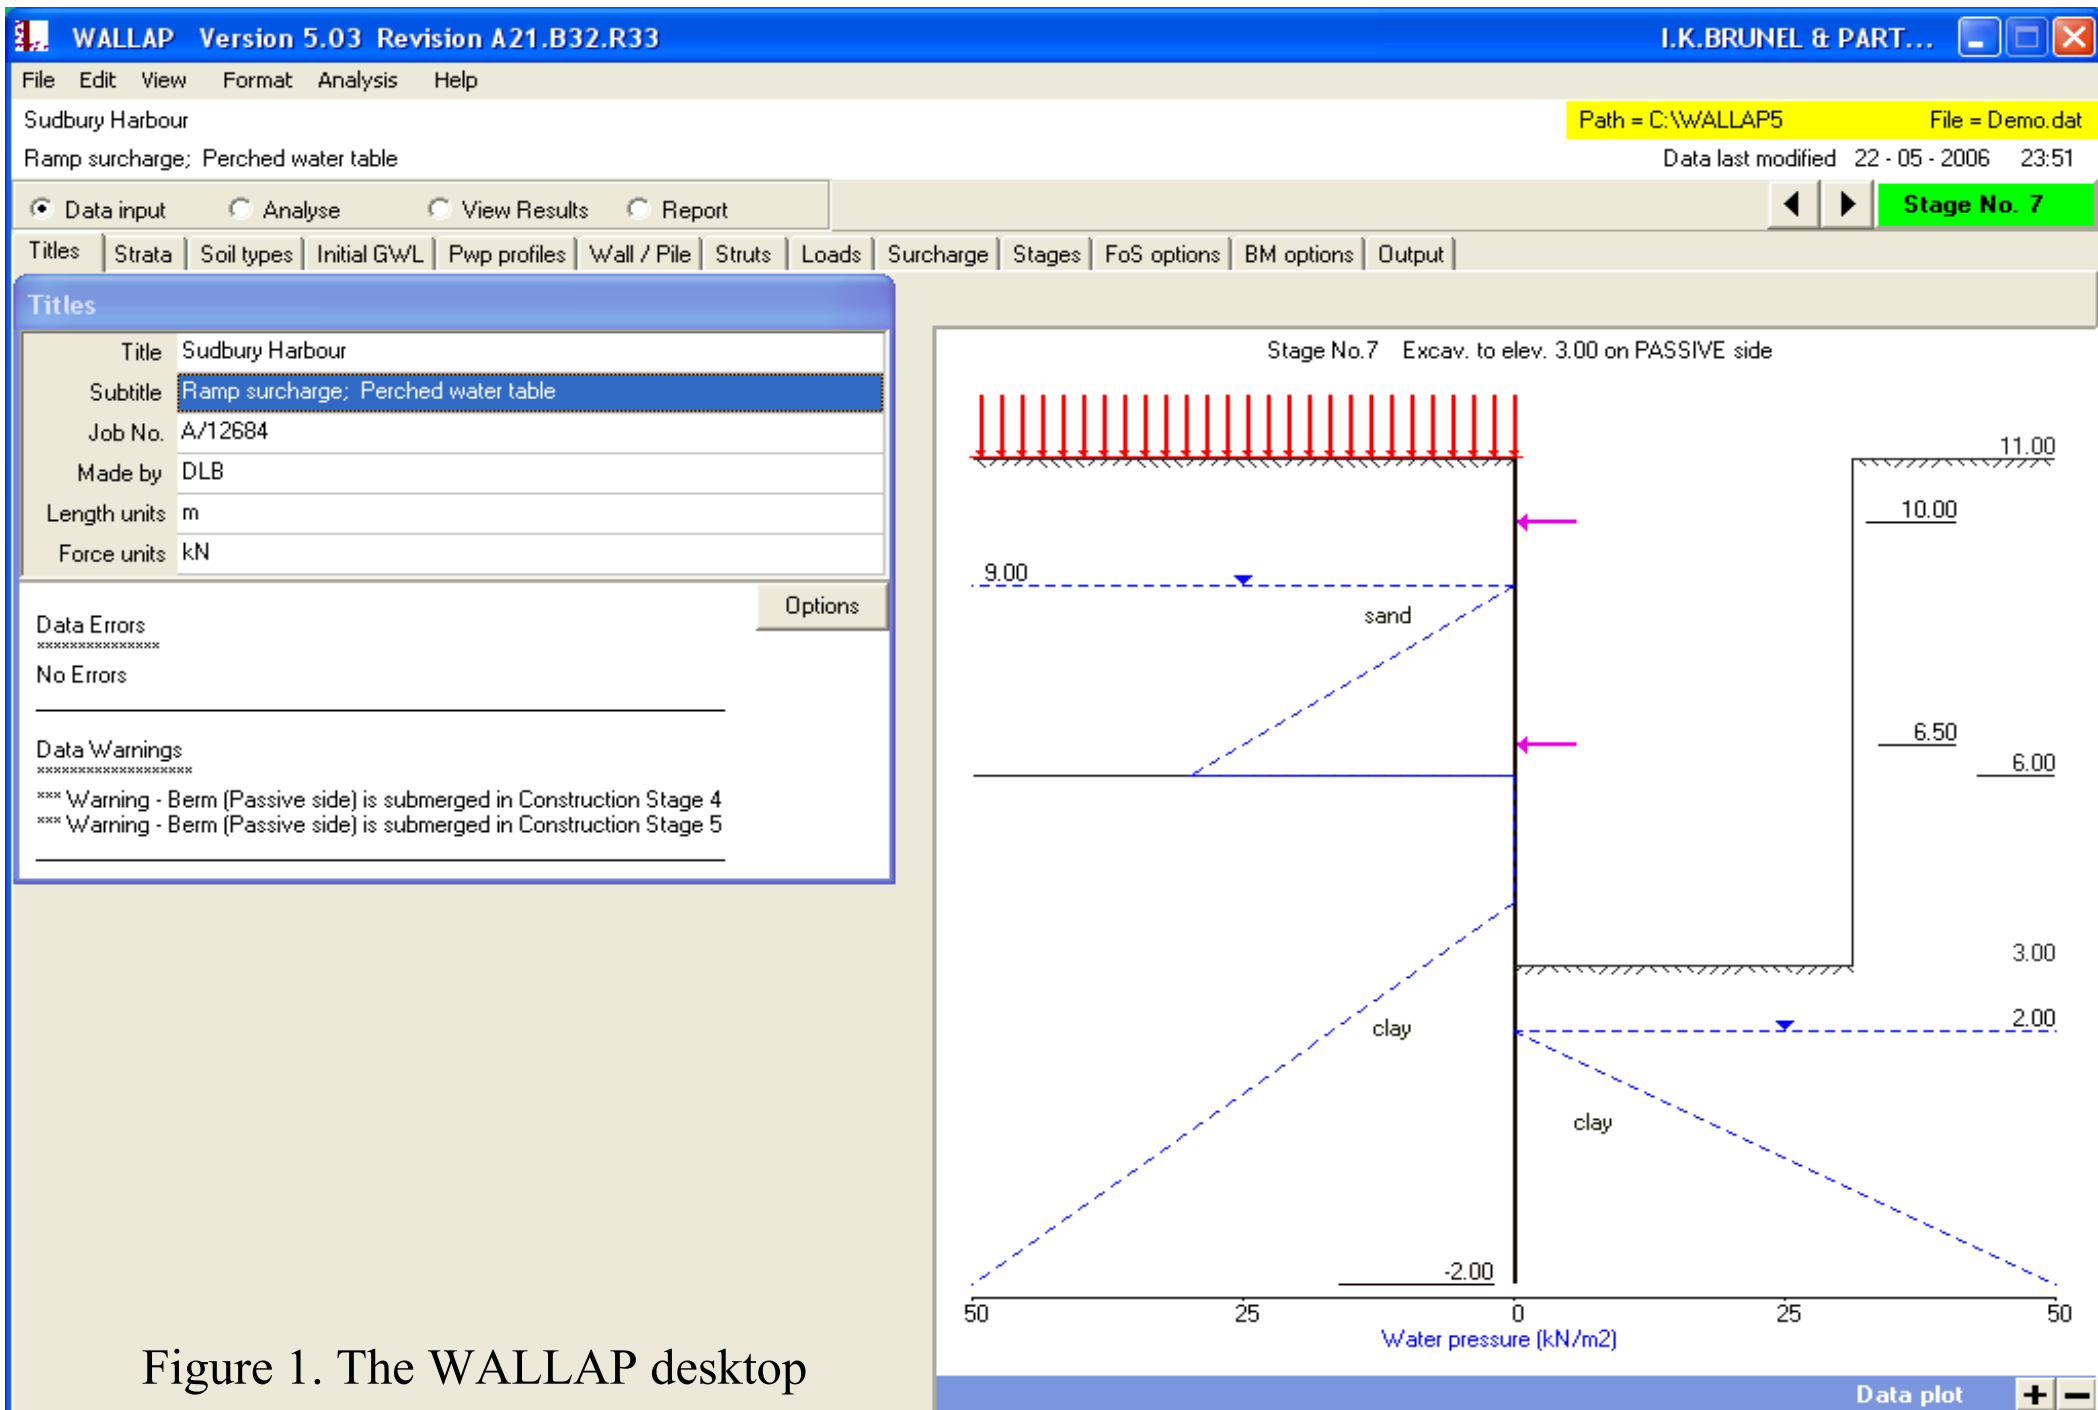 WALLAP Version 5.03 Revision A21.B32.R33 I.K.BRUNEL & PART...
File Edit View Format Analysis Help
Sudbury Harbour Path = C:\WALLAP5 File = Demo.dat
Ramp surcharge; Perched water table Data last modified 22 - 05 - 2006 23:51
Data input Analyse View Results Report Stage No. 7
Titles Strata Soil types Initial GWL Pwp profiles Wall / Pile Struts Loads Surcharge Stages FoS options BM options Output
Titles
Title Sudbury Harbour
Subtitle Ramp surcharge; Perched water table
Job No. A/12684
Made by DLB
Length units m
Force units kN
Options
Data Errors
***************
No Errors
Data Warnings
*******************
*** Warning - Berm (Passive side) is submerged in Construction Stage 4
*** Warning - Berm (Passive side) is submerged in Construction Stage 5
Stage No.7 Excav. to elev. 3.00 on PASSIVE side
11.00
10.00
9.00
sand
6.50
6.00
3.00
2.00
clay
clay
-2.00
50 25 0 25 50
Water pressure (kN/m2)
Data plot + −
Figure 1. The WALLAP desktop